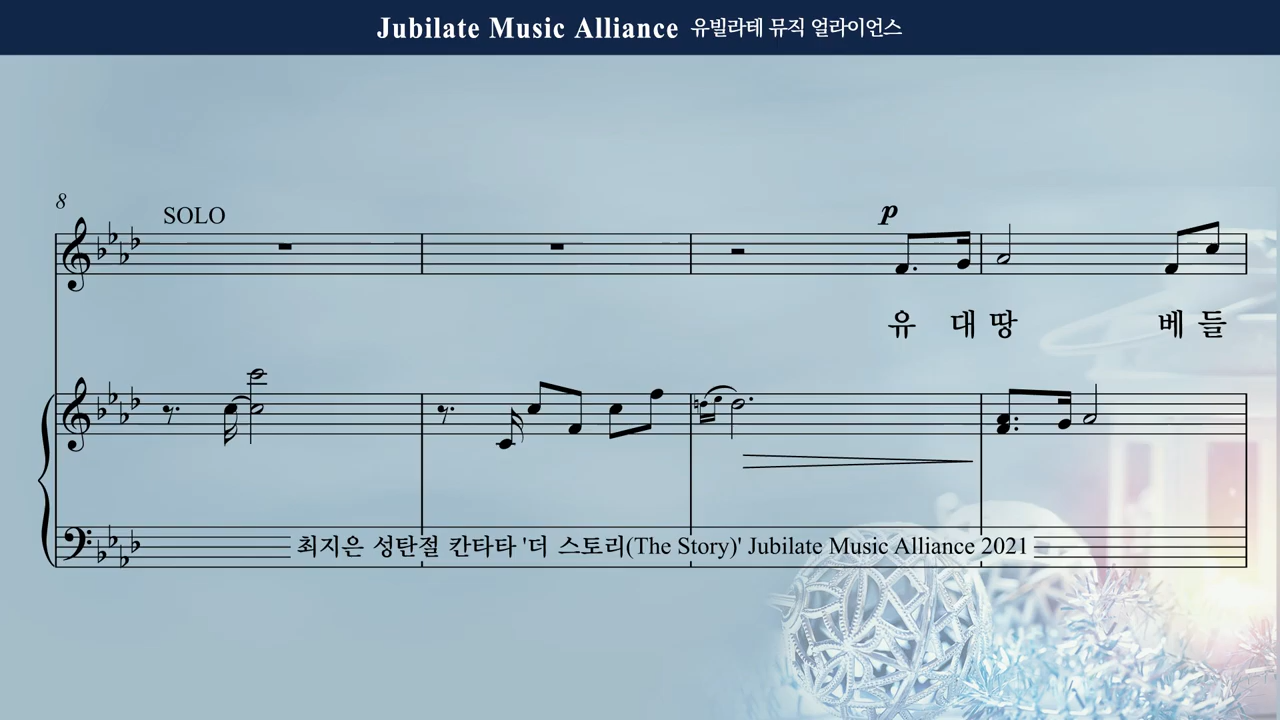 Jubilate Music Alliance 유빌라테 뮤직 얼라이언스
8
SOLO
p
유 대 땅 베 들
최지은 성탄절 칸타타 '더 스토리(The Story)' Jubilate Music Alliance 2021